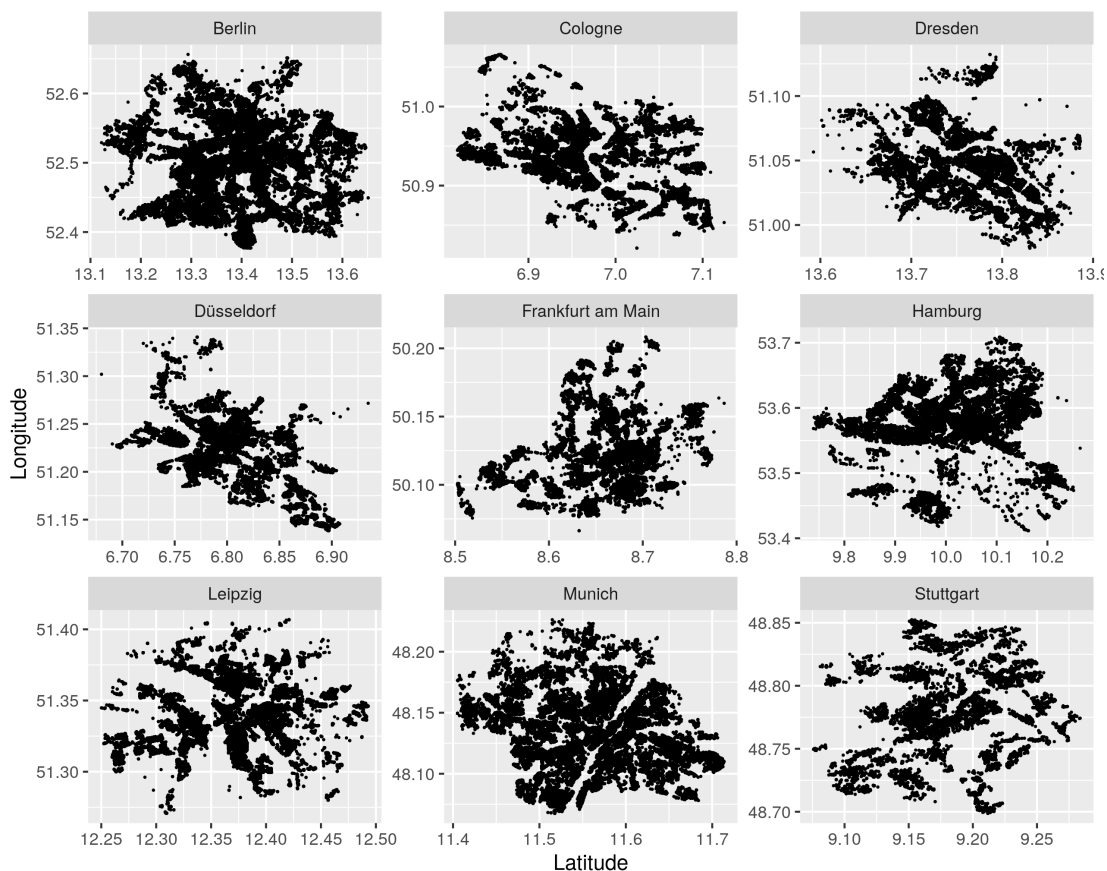 Berlin Cologne Dresden
52.6
52.5
52.4
13.1 13.2 13.3 13.4 13.5 13.6
51.0
50.9
6.9 7.0 7.1
51.10
51.05
51.00
13.6 13.7 13.8 13.9
Düsseldorf Frankfurt am Main Hamburg
51.35
51.30
51.25
51.20
51.15
6.70 6.75 6.80 6.85 6.90
50.20
50.15
50.10
8.5 8.6 8.7 8.8
53.7
53.6
53.5
53.4
9.8 9.9 10.0 10.1 10.2
Longitude
Leipzig Munich Stuttgart
51.40
51.35
51.30
12.25 12.30 12.35 12.40 12.45 12.50
48.20
48.15
48.10
11.4 11.5 11.6 11.7
48.85
48.80
48.75
48.70
9.10 9.15 9.20 9.25
Latitude